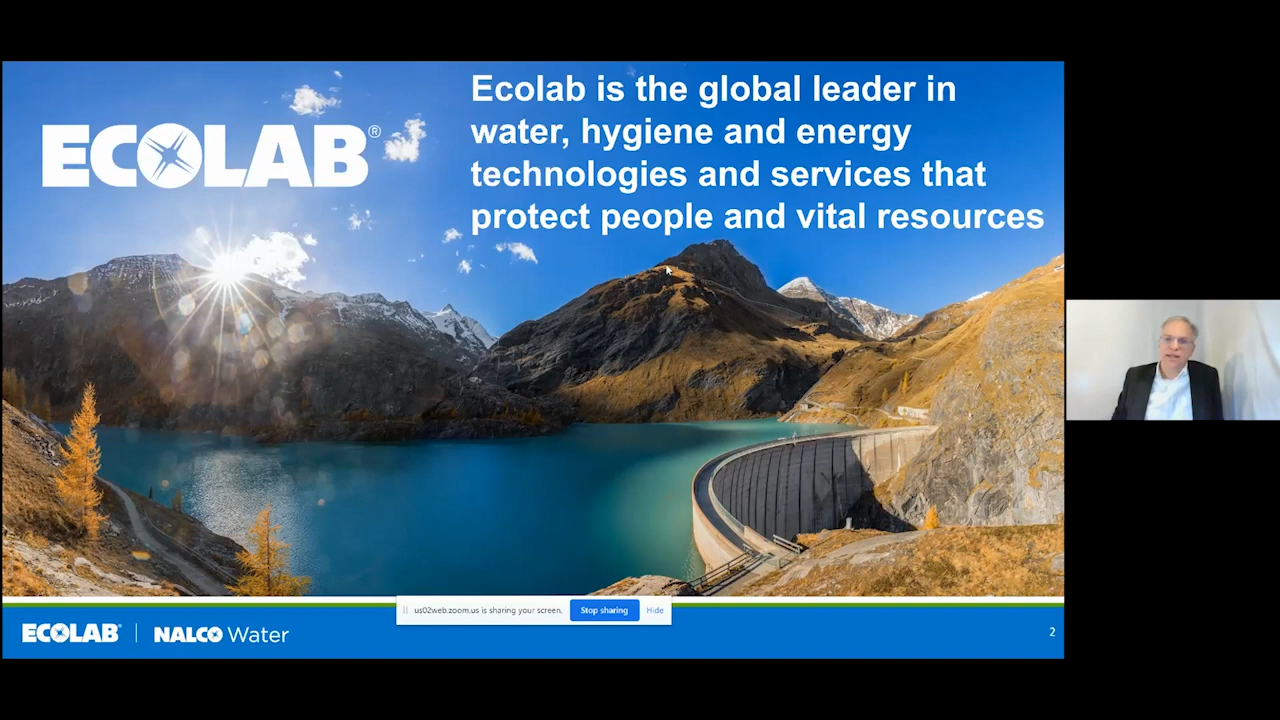 ECOLAB®
Ecolab is the global leader in
water, hygiene and energy
technologies and services that
protect people and vital resources
us02web.zoom.us is sharing your screen.
Stop sharing
Hide
ECOLAB®
NALCO Water
2